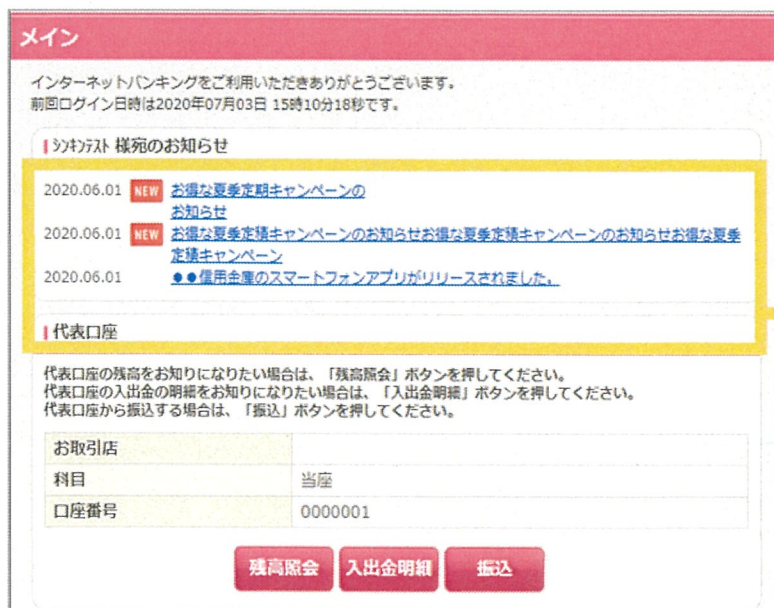 メイン
インターネットバンキングをご利用いただきありがとうございます。
前回ログイン日時は2020年07月03日 15時10分18秒です。
シンキンテスト 様宛のお知らせ
2020.06.01 NEW お得な夏季定期キャンペーンの
お知らせ
2020.06.01 NEW お得な夏季定積キャンペーンのお知らせお得な夏季定積キャンペーンのお知らせお得な夏季
定積キャンペーン
2020.06.01 ●●信用金庫のスマートフォンアプリがリリースされました。
代表口座
代表口座の残高をお知りになりたい場合は、「残高照会」ボタンを押してください。
代表口座の入出金の明細をお知りになりたい場合は、「入出金明細」ボタンを押してください。
代表口座から振込する場合は、「振込」ボタンを押してください。
お取引店
科目 当座
口座番号 0000001
残高照会 入出金明細 振込